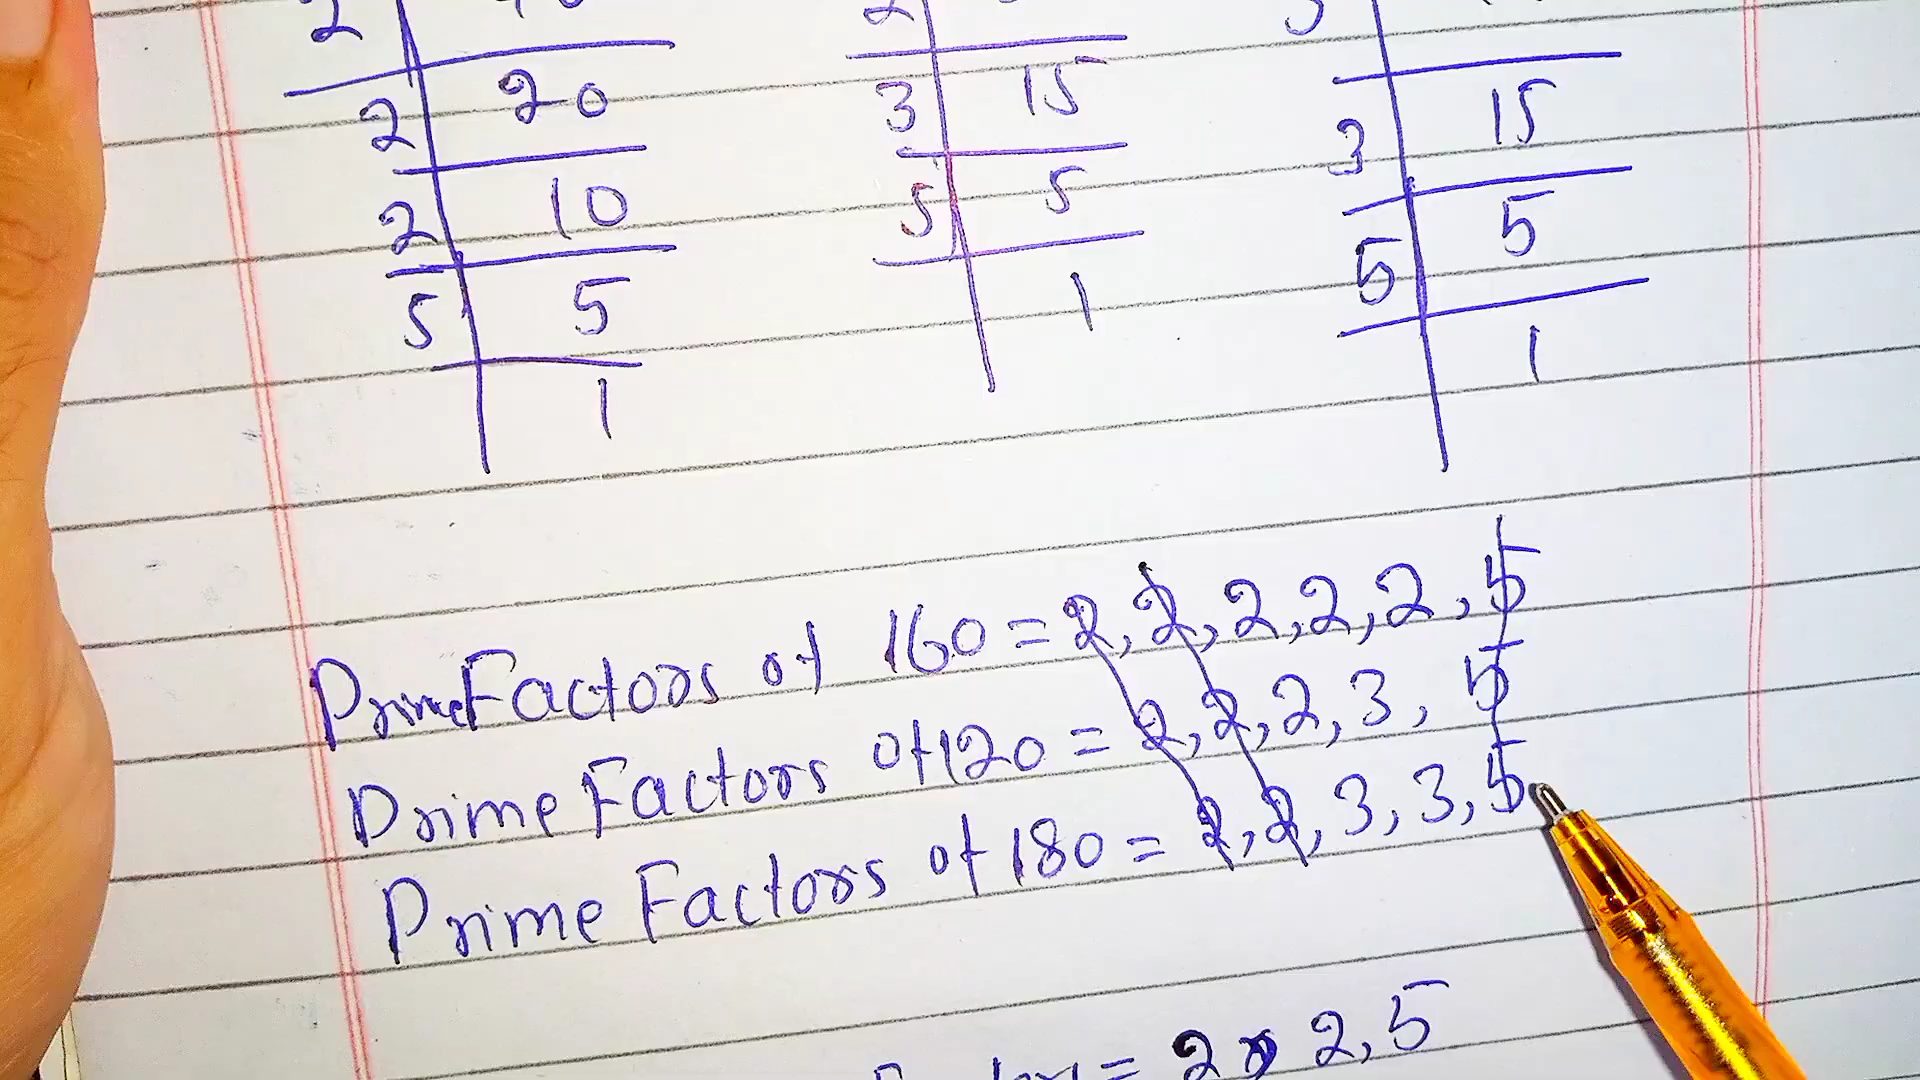 2
20 3 15
2 3 15
2 10 5 5 5 5
5 5 1 1
1
Prime Factors of 160 = 2, 2, 2, 2, 2, 5
Prime Factors of 120 = 2, 2, 2, 3, 5
Prime Factors of 180 = 2, 2, 3, 3, 5
= 2 2, 5